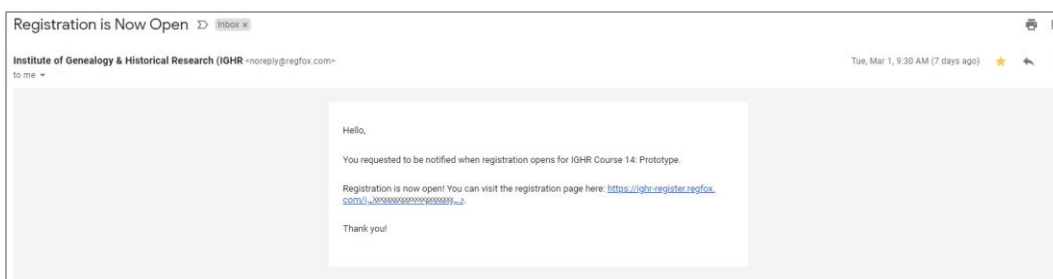 Registration is Now Open Inbox x
Institute of Genealogy & Historical Research (IGHR <noreply@regfox.com>
Tue, Mar 1, 9:30 AM (7 days ago)
to me
Hello,
You requested to be notified when registration opens for IGHR Course 14: Prototype.
Registration is now open! You can visit the registration page here: https://ighr-register.regfox.
com/
Thank you!